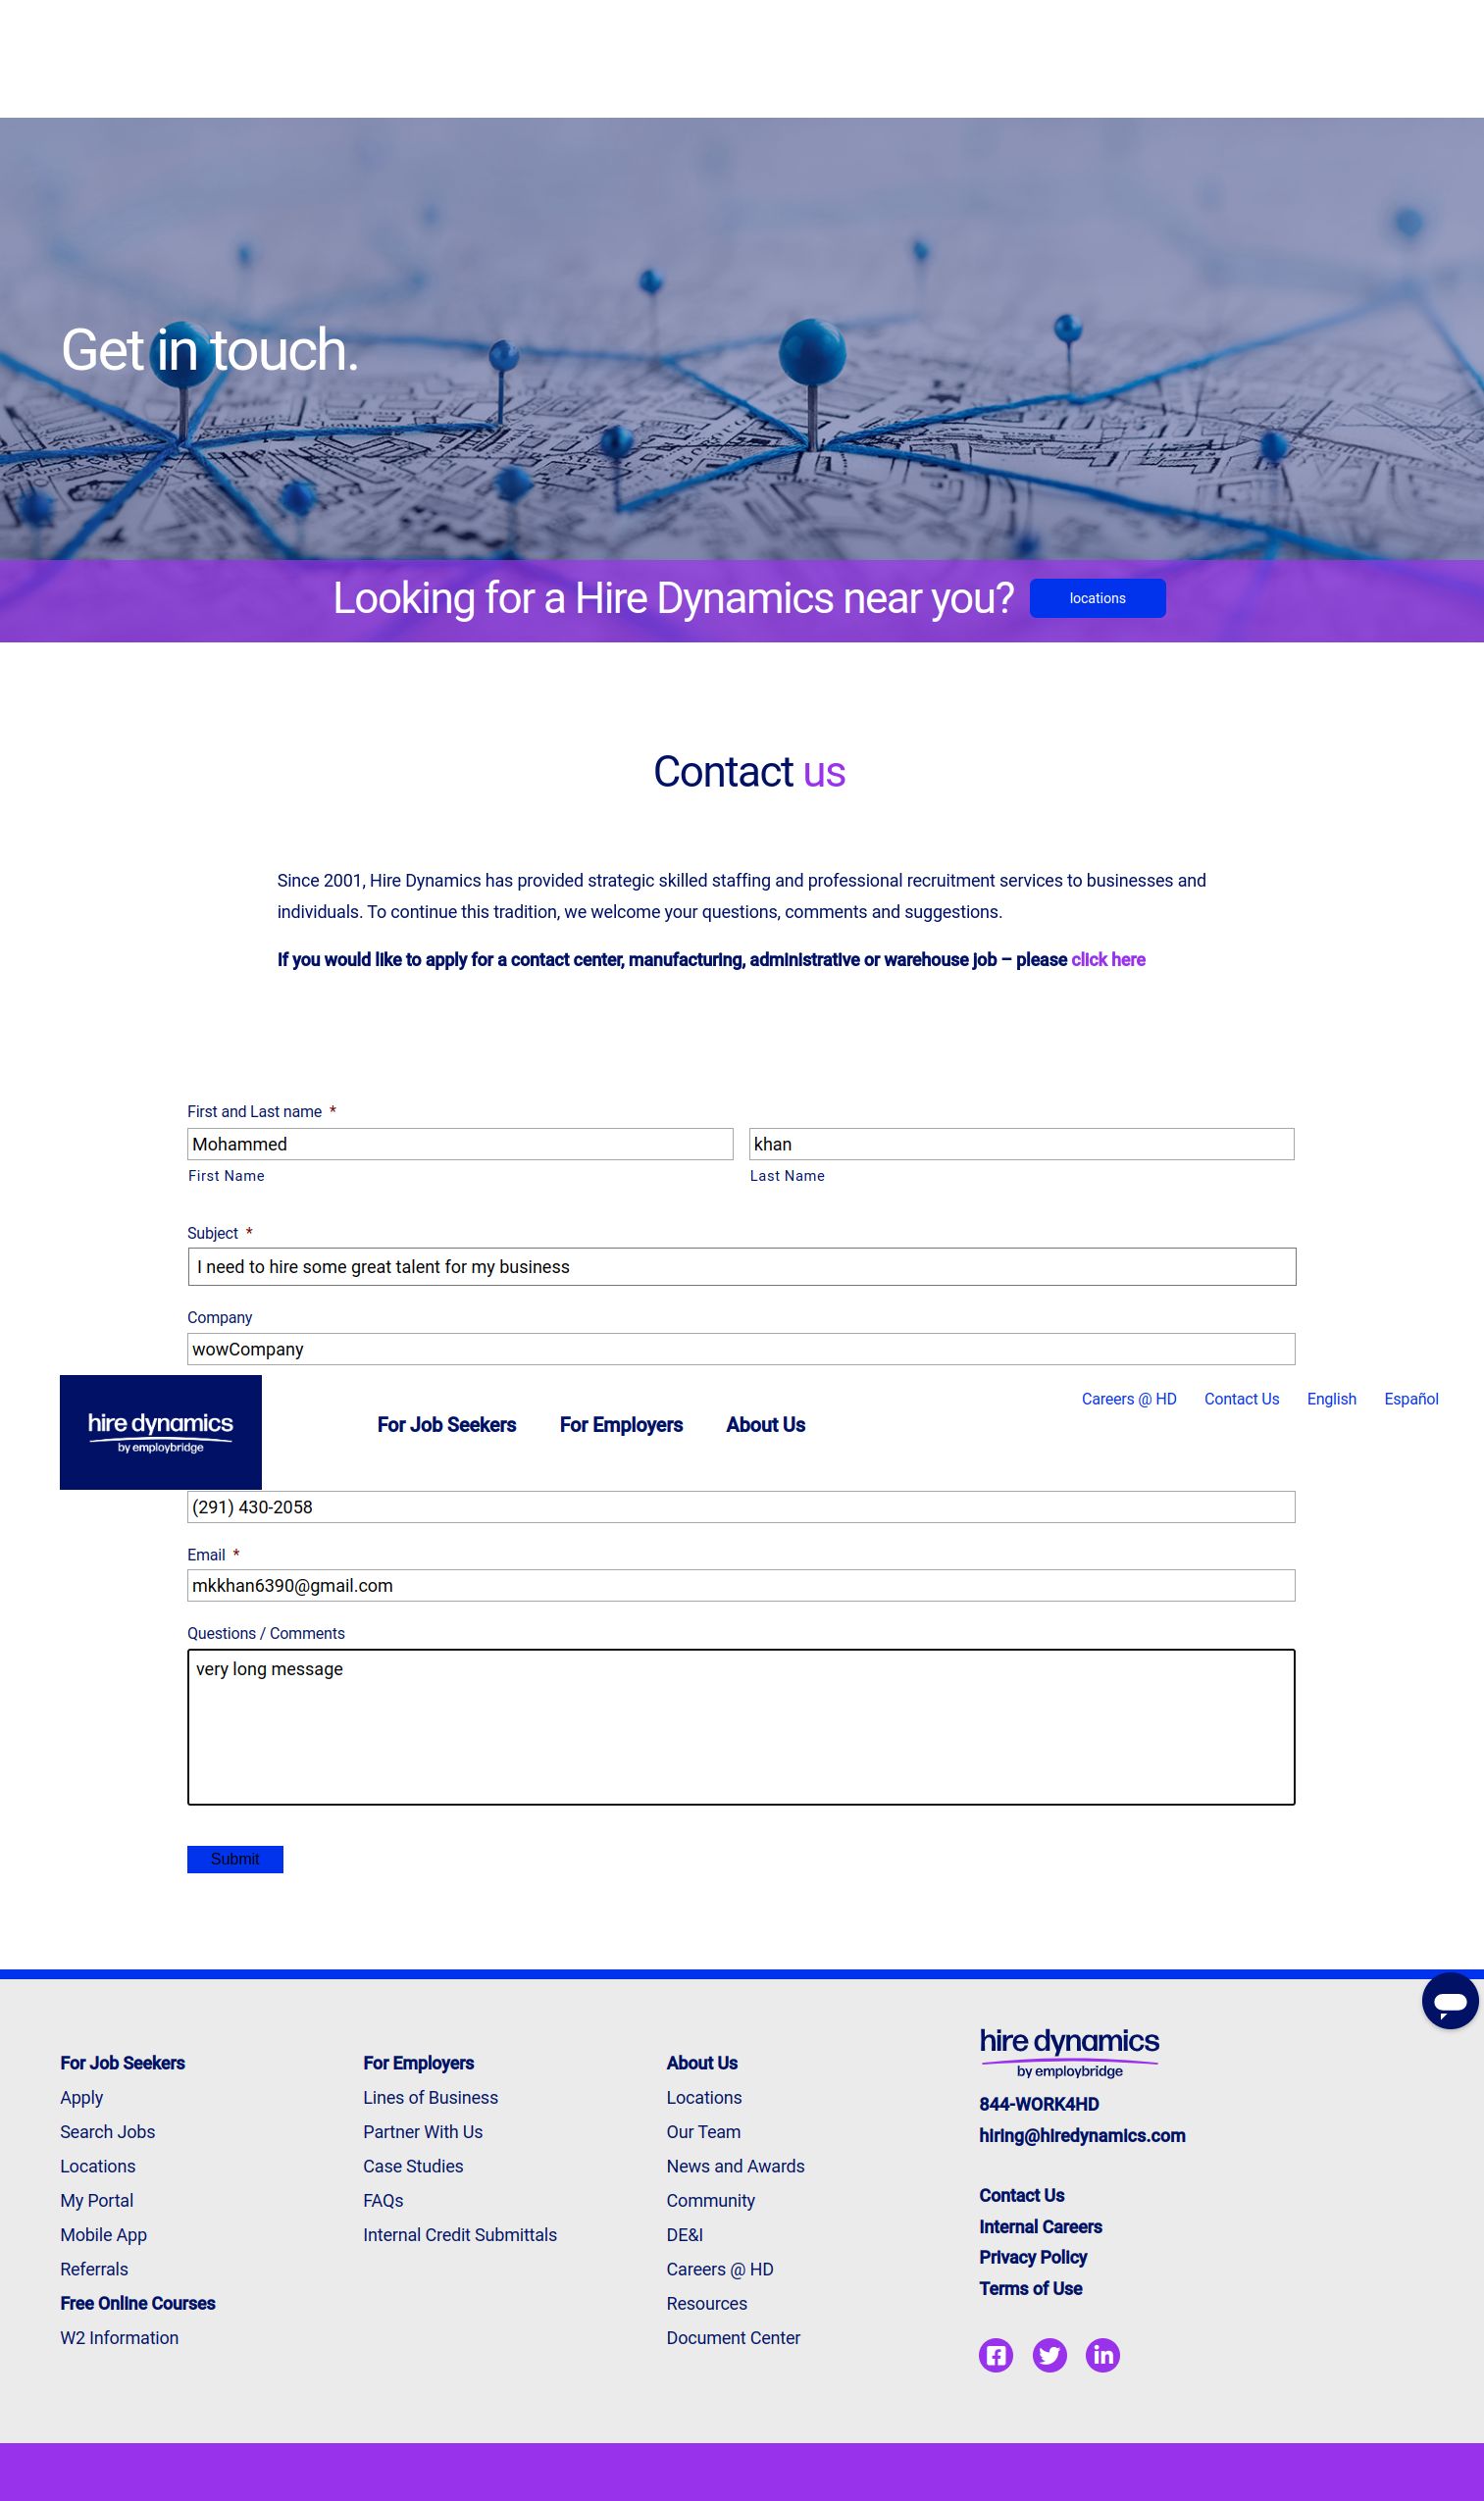 Get in touch.
Looking for a Hire Dynamics near you?
locations
Contact us
Since 2001, Hire Dynamics has provided strategic skilled staffing and professional recruitment services to businesses and
individuals. To continue this tradition, we welcome your questions, comments and suggestions.
If you would like to apply for a contact center, manufacturing, administrative or warehouse job – please click here
First and Last name *
Mohammed
khan
First Name
Last Name
Subject *
I need to hire some great talent for my business
Company
wowCompany
hire dynamics
by employbridge
For Job Seekers
For Employers
About Us
Careers @ HD
Contact Us
English
Español
(291) 430-2058
Email *
mkkhan6390@gmail.com
Questions / Comments
very long message
Submit
For Job Seekers
Apply
Search Jobs
Locations
My Portal
Mobile App
Referrals
Free Online Courses
W2 Information
For Employers
Lines of Business
Partner With Us
Case Studies
FAQs
Internal Credit Submittals
About Us
Locations
Our Team
News and Awards
Community
DE&I
Careers @ HD
Resources
Document Center
hire dynamics
by employbridge
844-WORK4HD
hiring@hiredynamics.com
Contact Us
Internal Careers
Privacy Policy
Terms of Use